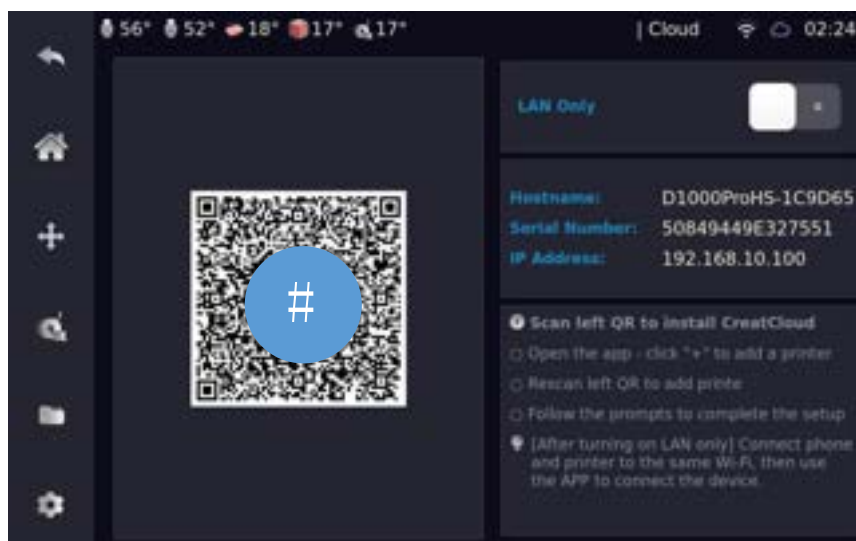 56° 52° 18° 17° 17° | Cloud 02:24
LAN Only
#
Hostname: D1000ProHS-1C9D65
Serial Number: 50849449E327551
IP Address: 192.168.10.100
Scan left QR to install CreatCloud
Open the app - click "+" to add a printer
Rescan left QR to add printe
Follow the prompts to complete the setup
[After turning on LAN only] Connect phone
and printer to the same Wi-Fi, then use
the APP to connect the device.